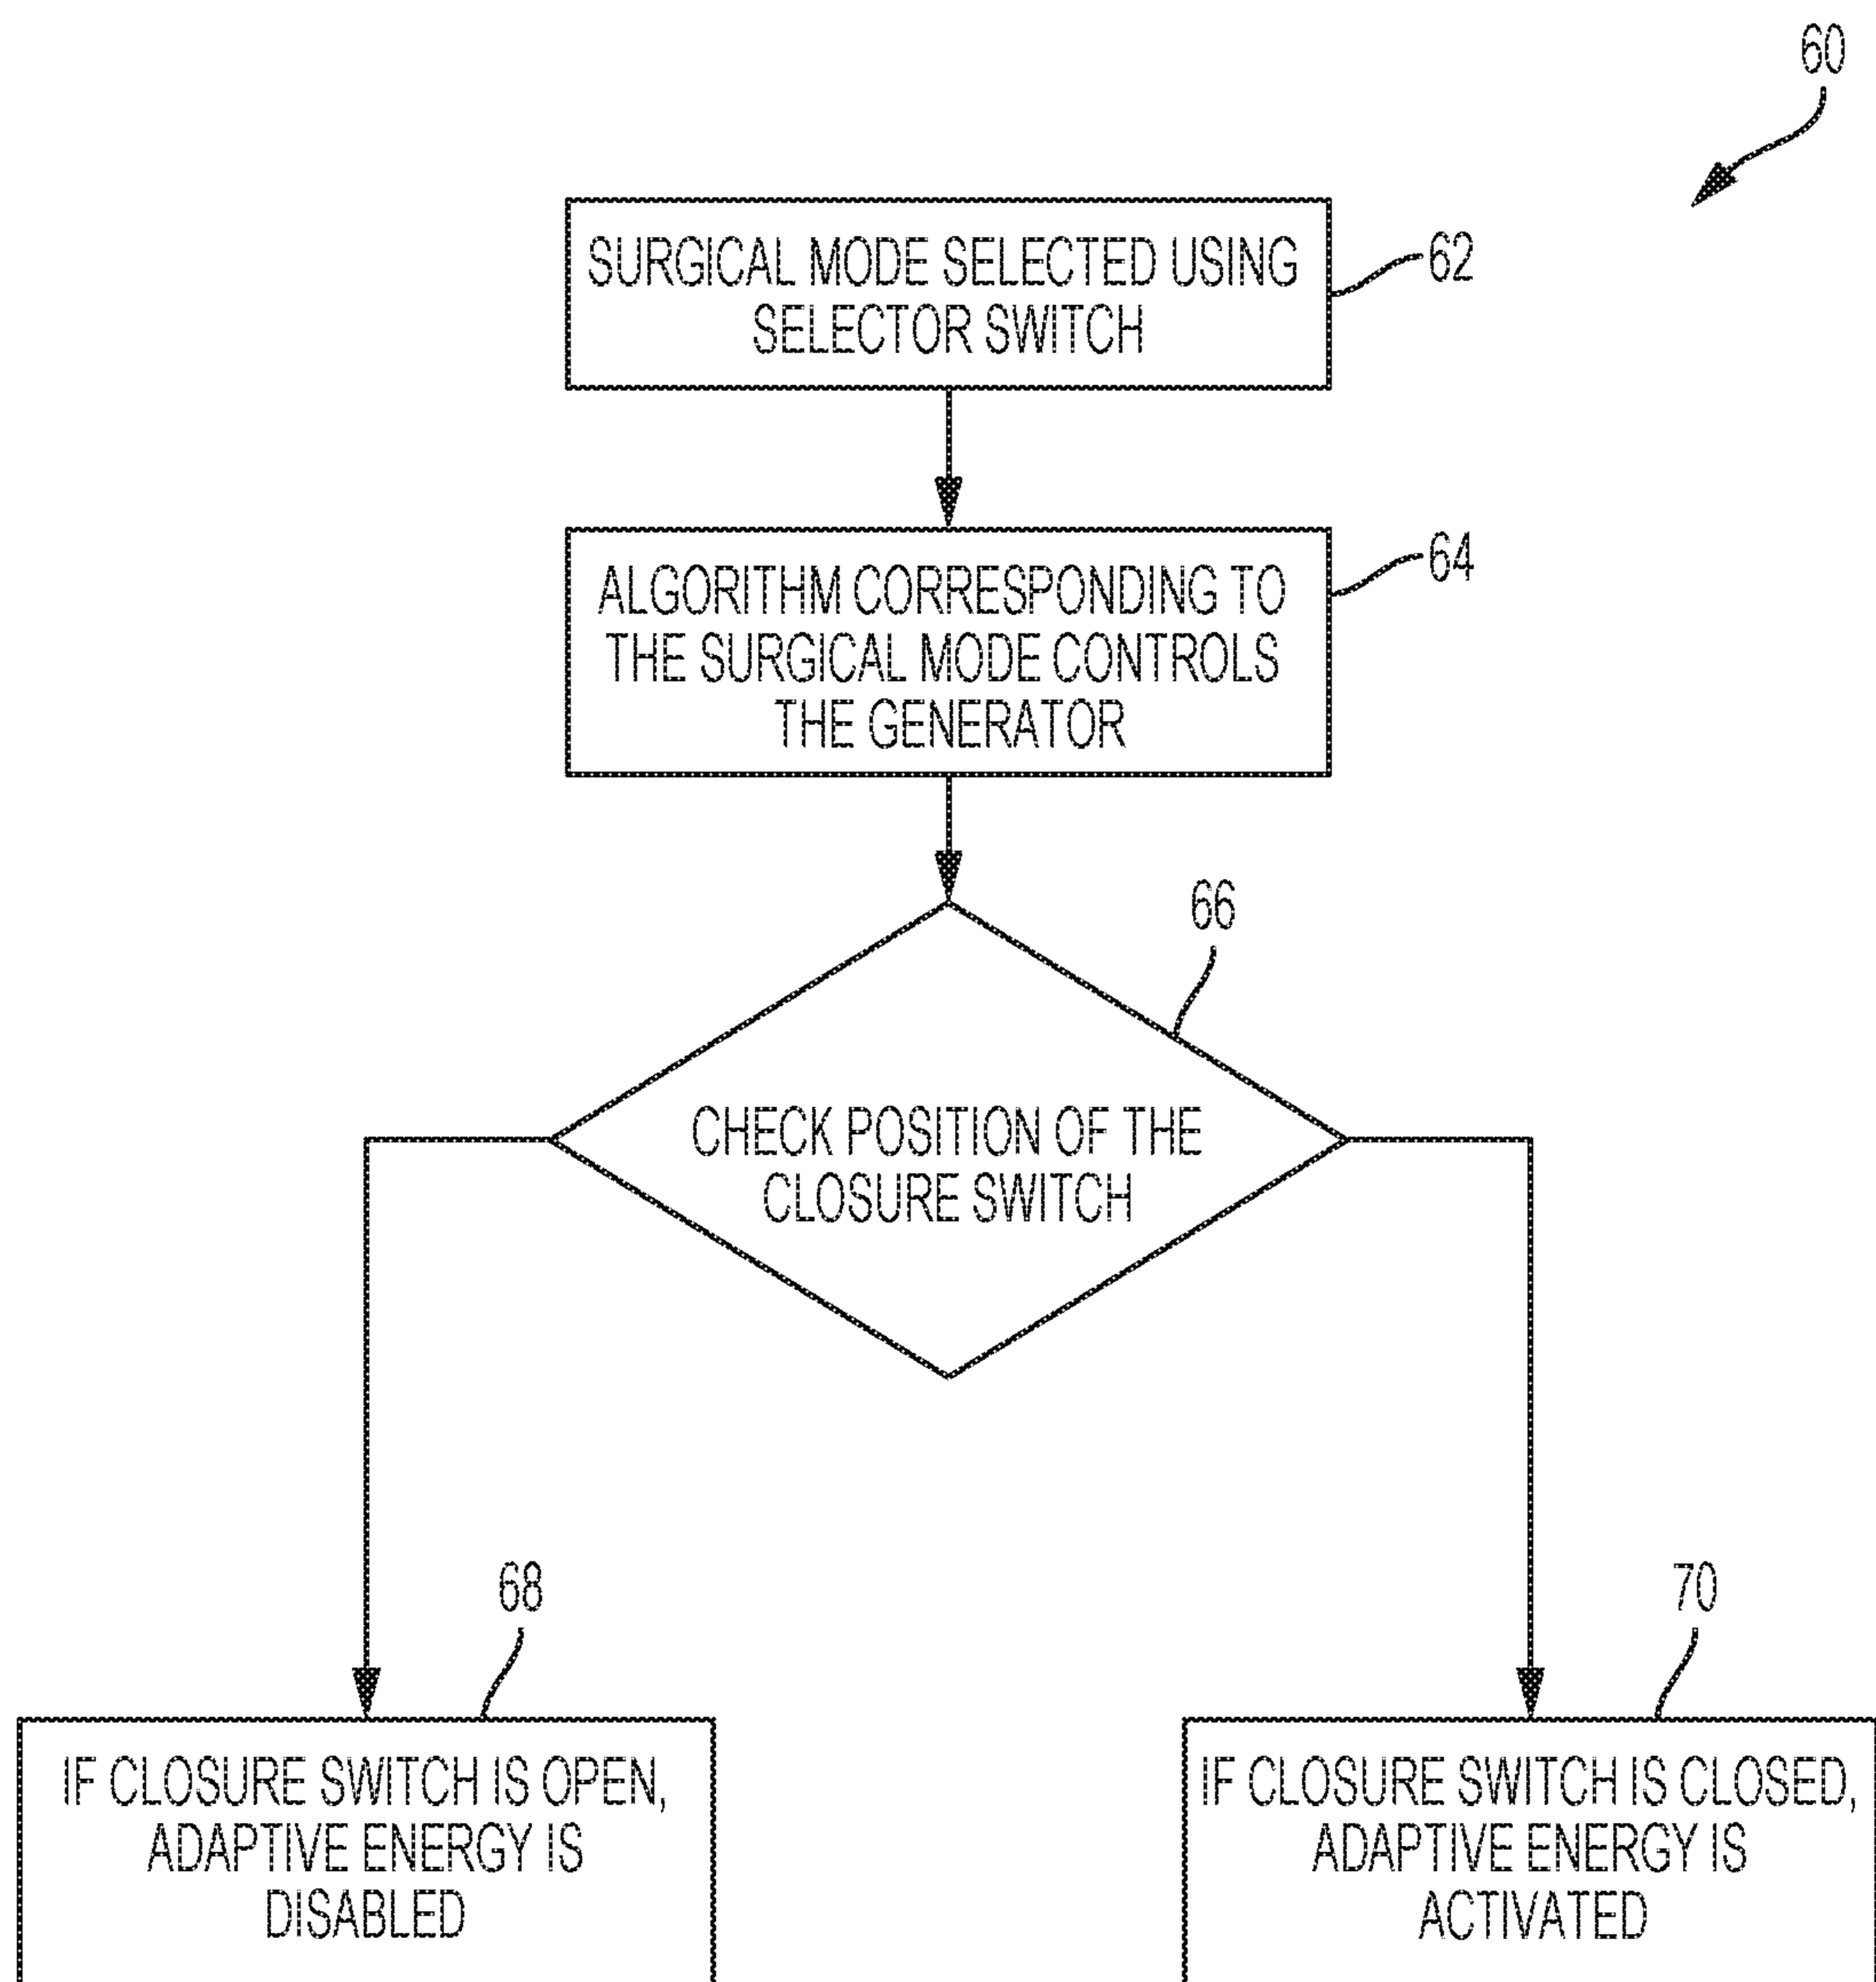 60
SURGICAL MODE SELECTED USING
SELECTOR SWITCH
62
ALGORITHM CORRESPONDING TO
THE SURGICAL MODE CONTROLS
THE GENERATOR
64
66
CHECK POSITION OF THE
CLOSURE SWITCH
68
IF CLOSURE SWITCH IS OPEN,
ADAPTIVE ENERGY IS
DISABLED
70
IF CLOSURE SWITCH IS CLOSED,
ADAPTIVE ENERGY IS
ACTIVATED